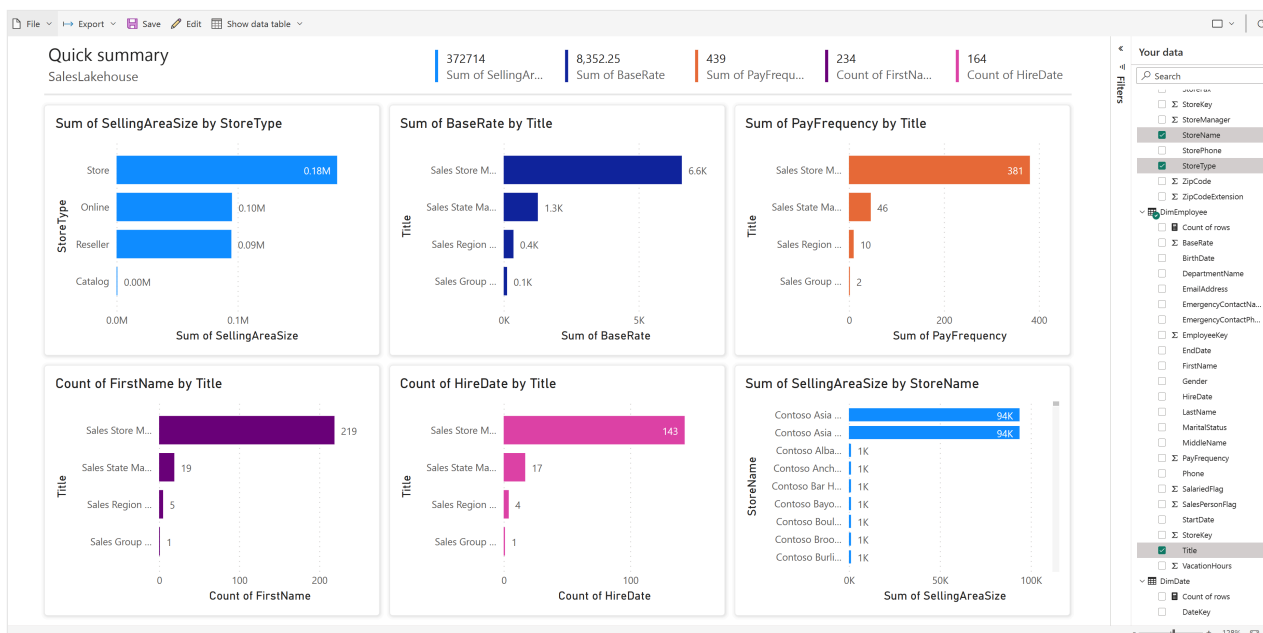 File
Export
Save
Edit
Show data table
Quick summary
SalesLakehouse
372714
Sum of SellingAr...
8,352.25
Sum of BaseRate
439
Sum of PayFrequ...
234
Count of FirstNa...
164
Count of HireDate
Sum of SellingAreaSize by StoreType
StoreType
Store
0.18M
Online
0.10M
Reseller
0.09M
Catalog
0.00M
0.0M
0.1M
Sum of SellingAreaSize
Sum of BaseRate by Title
Title
Sales Store M...
6.6K
Sales State Ma...
1.3K
Sales Region ...
0.4K
Sales Group ...
0.1K
0K
5K
Sum of BaseRate
Sum of PayFrequency by Title
Title
Sales Store M...
381
Sales State Ma...
46
Sales Region ...
10
Sales Group ...
2
0
200
400
Sum of PayFrequency
Count of FirstName by Title
Title
Sales Store M...
219
Sales State Ma...
19
Sales Region ...
5
Sales Group ...
1
0
100
200
Count of FirstName
Count of HireDate by Title
Title
Sales Store M...
143
Sales State Ma...
17
Sales Region ...
4
Sales Group ...
1
0
100
Count of HireDate
Sum of SellingAreaSize by StoreName
StoreName
Contoso Asia ...
94K
Contoso Asia ...
94K
Contoso Alba...
1K
Contoso Anch...
1K
Contoso Bar H...
1K
Contoso Bayo...
1K
Contoso Boul...
1K
Contoso Broo...
1K
Contoso Burli...
1K
0K
50K
100K
Sum of SellingAreaSize
Filters
Your data
Search
StoreKey
StoreManager
StoreName
StorePhone
StoreType
ZipCode
ZipCodeExtension
DimEmployee
Count of rows
BaseRate
BirthDate
DepartmentName
EmailAddress
EmergencyContactNa...
EmergencyContactPh...
EmployeeKey
EndDate
FirstName
Gender
HireDate
LastName
MaritalStatus
MiddleName
PayFrequency
Phone
SalariedFlag
SalesPersonFlag
StartDate
StoreKey
Title
VacationHours
DimDate
Count of rows
DateKey